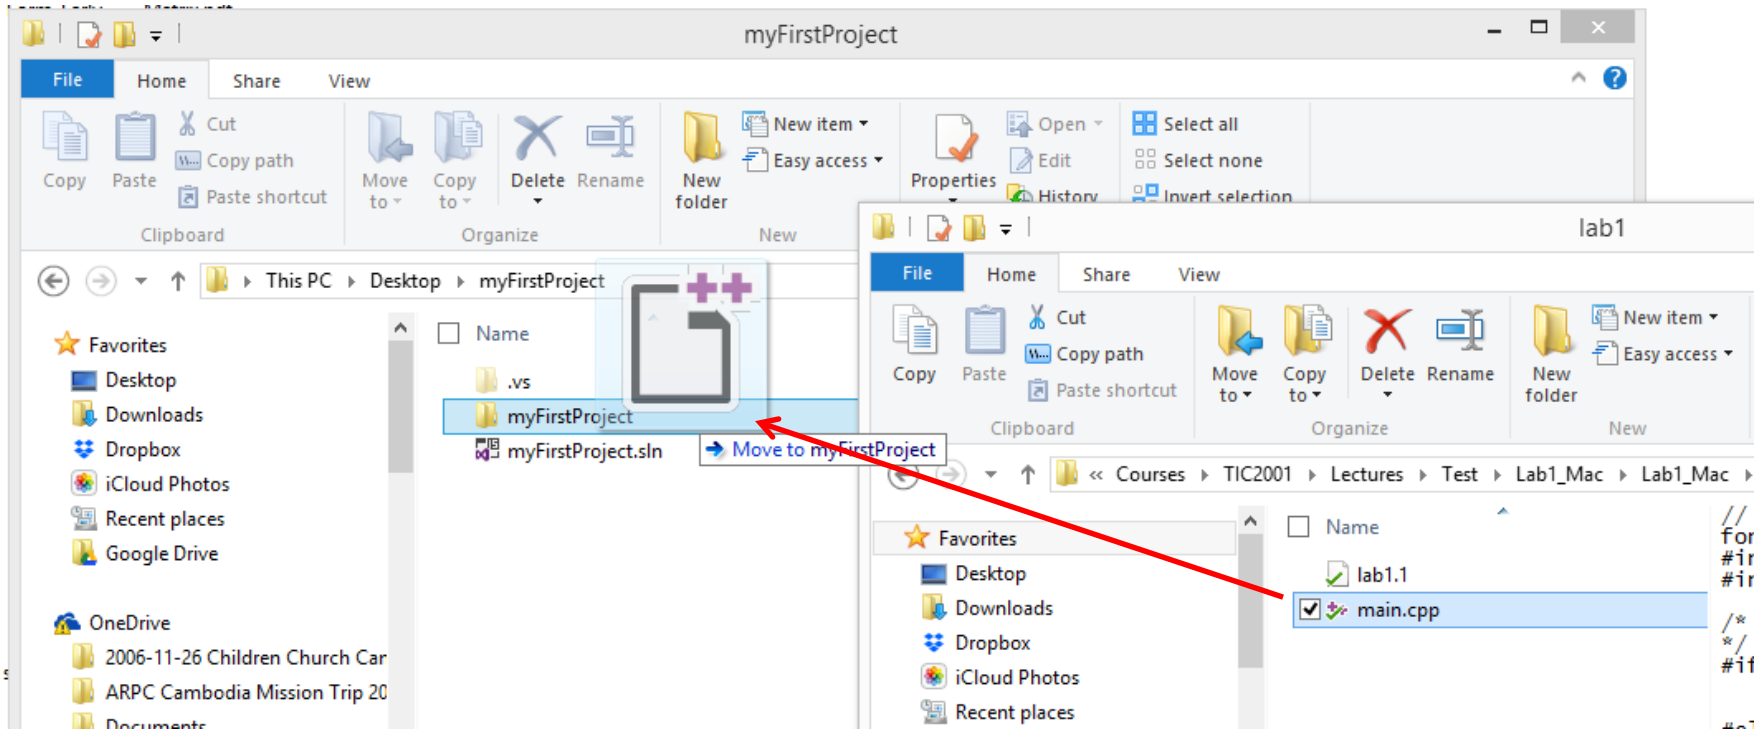 myFirstProject
File Home Share View
Copy
Paste
Cut
Copy path
Paste shortcut
Clipboard
Move to
Copy to
Delete
Rename
Organize
New folder
New item
Easy access
New
Properties
Open
Edit
History
Select all
Select none
Invert selection
This PC Desktop myFirstProject
Favorites
Desktop
Downloads
Dropbox
iCloud Photos
Recent places
Google Drive
OneDrive
2006-11-26 Children Church Car
ARPC Cambodia Mission Trip 20
Documents
Name
.vs
myFirstProject
myFirstProject.sln
Move to myFirstProject
lab1
File Home Share View
Copy
Paste
Cut
Copy path
Paste shortcut
Clipboard
Move to
Copy to
Delete
Rename
Organize
New folder
New item
Easy access
New
« Courses TIC2001 Lectures Test Lab1_Mac Lab1_Mac
Favorites
Desktop
Downloads
Dropbox
iCloud Photos
Recent places
Name
lab1.1
main.cpp
//
/*
*/
#if